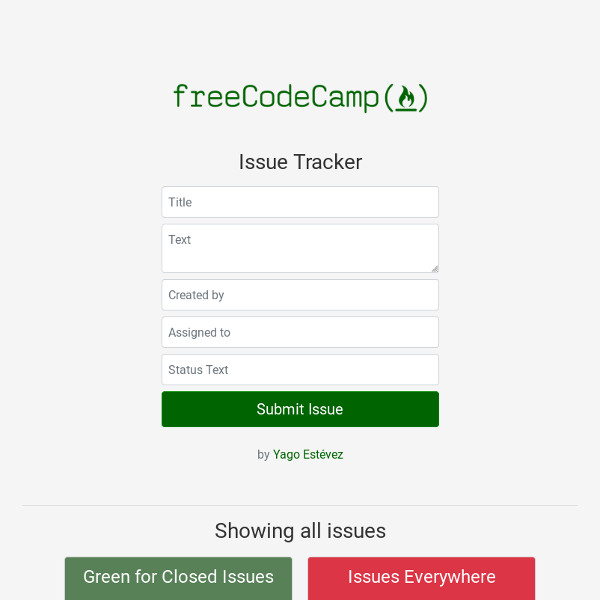 freeCodeCamp(🔥)
Issue Tracker
Title
Text
Created by
Assigned to
Status Text
Submit Issue
by Yago Estévez
Showing all issues
Green for Closed Issues
Issues Everywhere